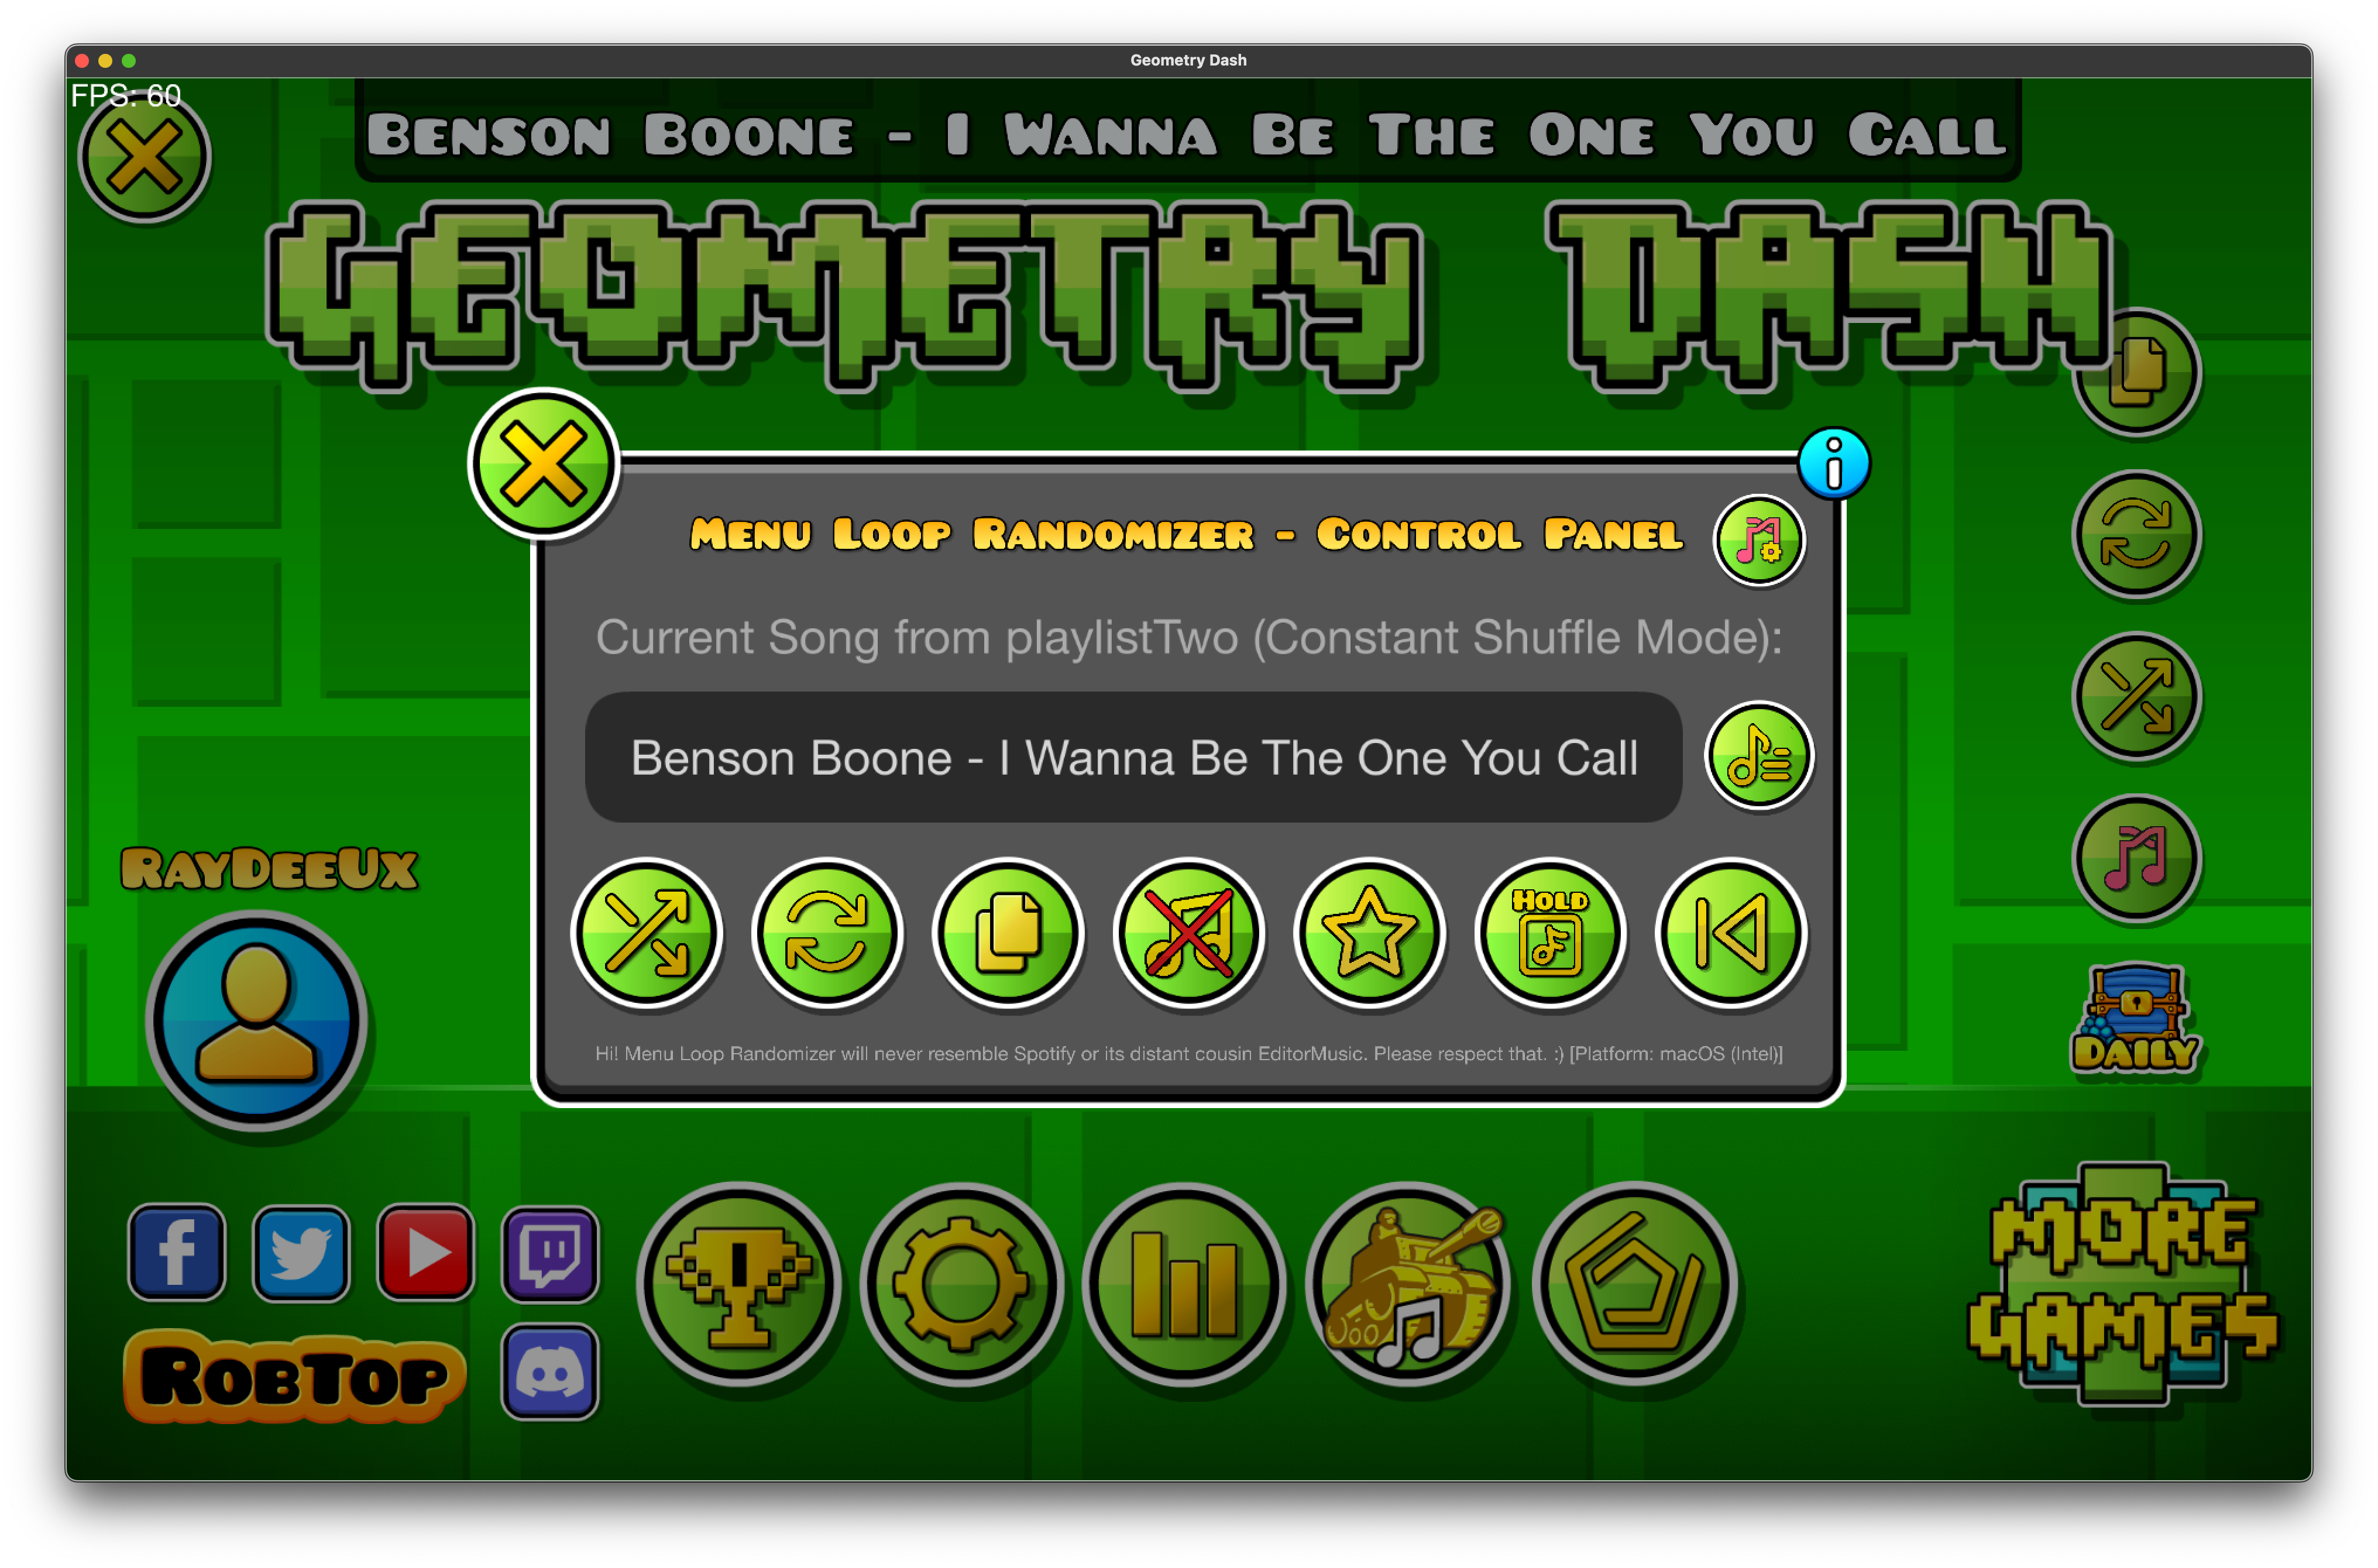 Geometry Dash
FPS: 60
Benson Boone - I Wanna Be The One You Call
GEOMETRY DASH
Menu Loop Randomizer - Control Panel
Current Song from playlistTwo (Constant Shuffle Mode):
Benson Boone - I Wanna Be The One You Call
HOLD
Hi! Menu Loop Randomizer will never resemble Spotify or its distant cousin EditorMusic. Please respect that. :) [Platform: macOS (Intel)]
RayDeeUx
DAILY
MORE
GAMES
RobTop